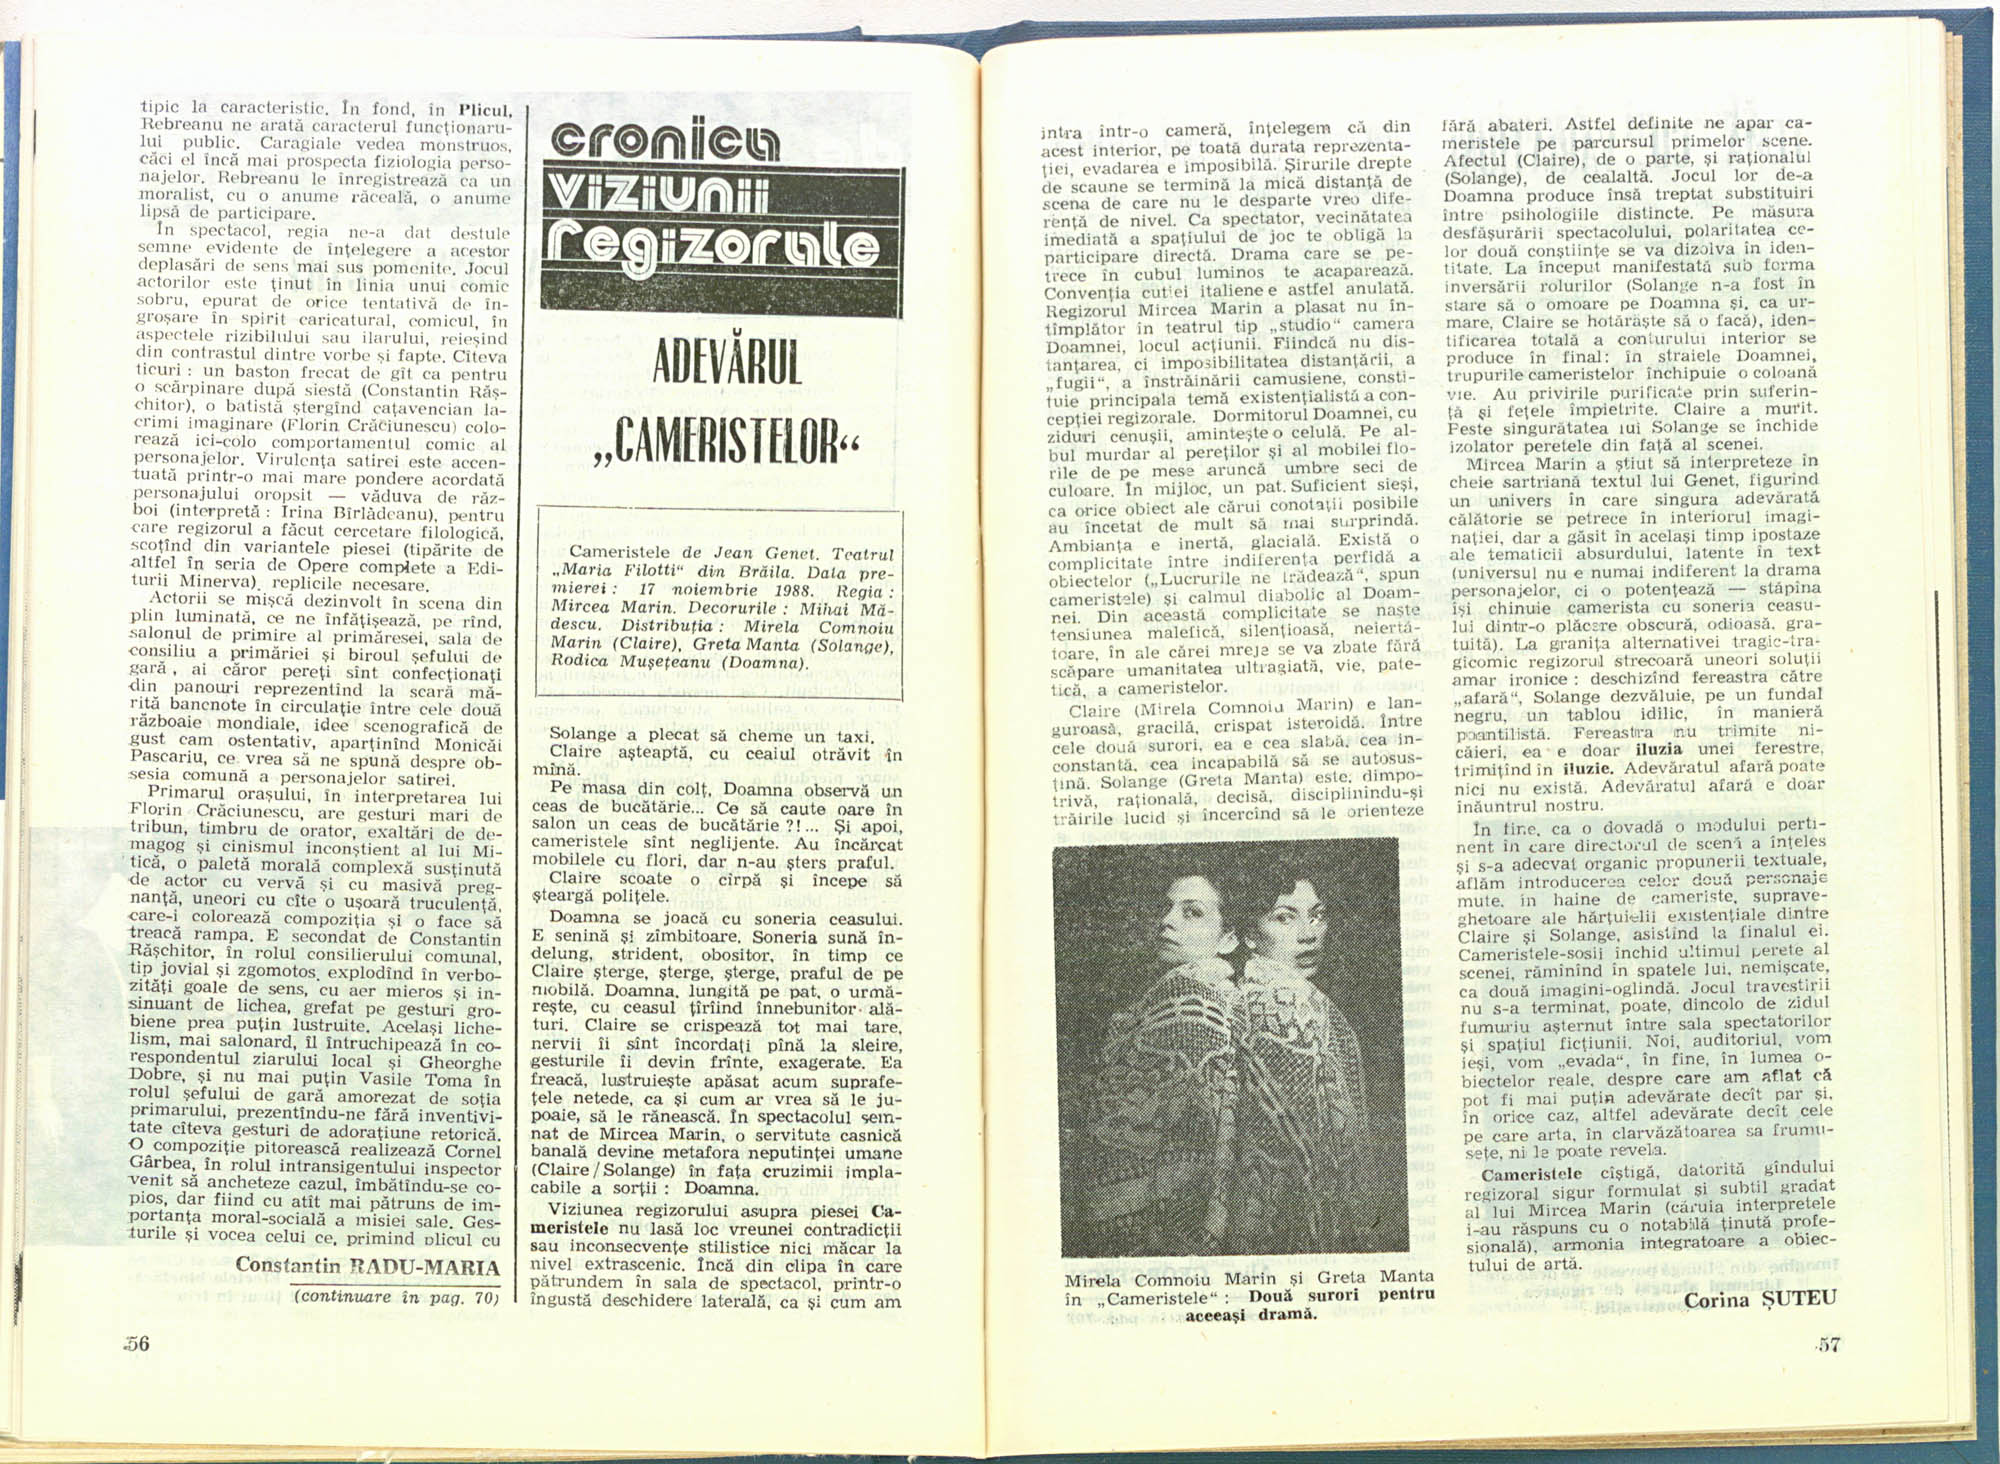 tipic la caracteristic. În fond, în Plicul,
Rebreanu ne arată caracterul funcționaru-
lui public. Caragiale vedea monstruos,
căci el încă mai prospecta fiziologia perso-
najelor. Rebreanu le înregistrează ca un
moralist, cu o anume răceală, o anume
lipsă de participare.
În spectacol, regia ne-a dat destule
semne evidente de înțelegere a acestor
deplasări de sens mai sus pomenite. Jocul
actorilor este ținut în linia unui comic
sobru, epurat de orice tentativă de în-
groșare în spirit caricatural, comicul, în
aspectele rizibilului sau ilarului, reieșind
din contrastul dintre vorbe și fapte. Cîteva
ticuri : un baston frecat de gît ca pentru
o scărpinare după siestă (Constantin Răș-
chitor), o batistă ștergînd cațavencian la-
crimi imaginare (Florin Crăciunescu) colo-
rează ici-colo comportamentul comic al
personajelor. Virulența satirei este accen-
tuată printr-o mai mare pondere acordată
personajului oropsit — văduva de răz-
boi (interpretă : Irina Bîrlădeanu), pentru
care regizorul a făcut cercetare filologică,
scoțînd din variantele piesei (tipărite de
altfel în seria de Opere complete a Edi-
turii Minerva) replicile necesare.
Actorii se mișcă dezinvolt în scena din
plin luminată, ce ne înfățișează, pe rînd,
salonul de primire al primăresei, sala de
consiliu a primăriei și biroul șefului de
gară , ai căror pereți sînt confecționați
din panouri reprezentînd la scară mă-
rită bancnote în circulație între cele două
războaie mondiale, idee scenografică de
gust cam ostentativ, aparținînd Monicăi
Pascariu, ce vrea să ne spună despre ob-
sesia comună a personajelor satirei.
Primarul orașului, în interpretarea lui
Florin Crăciunescu, are gesturi mari de
tribun, timbru de orator, exaltări de de-
magog și cinismul inconștient al lui Mi-
tică, o paletă morală complexă susținută
de actor cu vervă și cu masivă preg-
nanță, uneori cu cîte o ușoară truculență,
care-i colorează compoziția și o face să
treacă rampa. E secondat de Constantin
Rășchitor, în rolul consilierului comunal,
tip jovial și zgomotos, explodînd în verbo-
zități goale de sens, cu aer mieros și in-
sinuant de lichea, grefat pe gesturi gro-
biene prea puțin lustruite. Același liche-
lism, mai salonard, îl întruchipează în co-
respondentul ziarului local și Gheorghe
Dobre, și nu mai puțin Vasile Toma în
rolul șefului de gară amorezat de soția
primarului, prezentîndu-ne fără inventivi-
tate cîteva gesturi de adorațiune retorică.
O compoziție pitorească realizează Cornel
Gârbea, în rolul intransigentului inspector
venit să ancheteze cazul, îmbătîndu-se co-
pios, dar fiind cu atît mai pătruns de im-
portanța moral-socială a misiei sale. Ges-
turile și vocea celui ce, primind plicul cu
Constantin RADU-MARIA
(continuare în pag. 70)
56
cronica
viziunii
regizorale
ADEVĂRUL
„CAMERISTELOR“
Cameristele de Jean Genet. Teatrul
„Maria Filotti“ din Brăila. Data pre-
mierei : 17 noiembrie 1988. Regia :
Mircea Marin. Decorurile : Mihai Mă-
descu. Distribuția : Mirela Comnoiu
Marin (Claire), Greta Manta (Solange),
Rodica Mușețeanu (Doamna).
Solange a plecat să cheme un taxi.
Claire așteaptă, cu ceaiul otrăvit în
mînă.
Pe masa din colț, Doamna observă un
ceas de bucătărie... Ce să caute oare în
salon un ceas de bucătărie ?!... Și apoi,
cameristele sînt neglijente. Au încărcat
mobilele cu flori, dar n-au șters praful.
Claire scoate o cîrpă și începe să
șteargă polițele.
Doamna se joacă cu soneria ceasului.
E senină și zîmbitoare. Soneria sună în-
delung, strident, obositor, în timp ce
Claire șterge, șterge, șterge, praful de pe
mobilă. Doamna, lungită pe pat, o urmă-
rește, cu ceasul țîrîind înnebunitor ală-
turi. Claire se crispează tot mai tare,
nervii îi sînt încordați pînă la sleire,
gesturile îi devin frînte, exagerate. Ea
freacă, lustruiește apăsat acum suprafe-
țele netede, ca și cum ar vrea să le ju-
poaie, să le rănească. În spectacolul sem-
nat de Mircea Marin, o servitute casnică
banală devine metafora neputinței umane
(Claire / Solange) în fața cruzimii impla-
cabile a sorții : Doamna.
Viziunea regizorului asupra piesei Ca-
meristele nu lasă loc vreunei contradicții
sau inconsecvențe stilistice nici măcar la
nivel extrascenic. Încă din clipa în care
pătrundem în sala de spectacol, printr-o
îngustă deschidere laterală, ca și cum am
intra într-o cameră, înțelegem că din
acest interior, pe toată durata reprezenta-
ției, evadarea e imposibilă. Șirurile drepte
de scaune se termină la mică distanță de
scena de care nu le desparte vreo dife-
rență de nivel. Ca spectator, vecinătatea
imediată a spațiului de joc te obligă la
participare directă. Drama care se pe-
trece în cubul luminos te acaparează.
Convenția cutiei italiene e astfel anulată.
Regizorul Mircea Marin a plasat nu în-
tîmplător în teatrul tip „studio“ camera
Doamnei, locul acțiunii. Fiindcă nu dis-
tanțarea, ci imposibilitatea distanțării, a
„fugii“, a înstrăinării camusiene, consti-
tuie principala temă existențialistă a con-
cepției regizorale. Dormitorul Doamnei, cu
ziduri cenușii, amintește o celulă. Pe al-
bul murdar al pereților și al mobilei flo-
rile de pe mese aruncă umbre seci de
culoare. In mijloc, un pat. Suficient sieși,
ca orice obiect ale cărui conotații posibile
au încetat de mult să mai surprindă.
Ambianța e inertă, glacială. Există o
complicitate între indiferența perfidă a
obiectelor („Lucrurile ne trădează“, spun
cameristele) și calmul diabolic al Doam-
nei. Din această complicitate se naște
tensiunea malefică, silențioasă, neiertă-
toare, în ale cărei mreje se va zbate fără
scăpare umanitatea ultragiată, vie, pate-
tică, a cameristelor.
Claire (Mirela Comnoiu Marin) e lan-
guroasă, gracilă, crispat isteroidă. Între
cele două surori, ea e cea slabă, cea in-
constantă, cea incapabilă să se autosus-
țină. Solange (Greta Manta) este, dimpo-
trivă, rațională, decisă, disciplinindu-și
trăirile lucid și încercînd să le orienteze
Mirela Comnoiu Marin și Greta Manta
în „Cameristele“ : Două surori pentru
aceeași dramă.
fără abateri. Astfel definite ne apar ca-
meristele pe parcursul primelor scene.
Afectul (Claire), de o parte, și raționalul
(Solange), de cealaltă. Jocul lor de-a
Doamna produce însă treptat substituiri
între psihologiile distincte. Pe măsura
desfășurării spectacolului, polaritatea ce-
lor două conștiințe se va dizolva în iden-
titate. La început manifestată sub forma
inversării rolurilor (Solange n-a fost în
stare să o omoare pe Doamna și, ca ur-
mare, Claire se hotărăște să o facă), iden-
tificarea totală a conturului interior se
produce în final : în straiele Doamnei,
trupurile cameristelor închipuie o coloană
vie. Au privirile purificate prin suferin-
ță și fețele împietrite. Claire a murit.
Peste singurătatea lui Solange se închide
izolator peretele din față al scenei.
Mircea Marin a știut să interpreteze în
cheie sartriană textul lui Genet, figurind
un univers în care singura adevărată
călătorie se petrece în interiorul imagi-
nației, dar a găsit în același timp ipostaze
ale tematicii absurdului, latente în text
(universul nu e numai indiferent la drama
personajelor, ci o potențează — stăpîna
își chinuie camerista cu soneria ceasu-
lui dintr-o plăcere obscură, odioasă, gra-
tuită). La granița alternativei tragic-tra-
gicomic regizorul strecoară uneori soluții
amar ironice : deschizînd fereastra către
„afară“, Solange dezvăluie, pe un fundal
negru, un tablou idilic, în manieră
poantilistă. Fereastra nu trimite ni-
căieri, ea e doar iluzia unei ferestre,
trimițînd în iluzie. Adevăratul afară poate
nici nu există. Adevăratul afară e doar
înăuntrul nostru.
În fine, ca o dovadă o modului perti-
nent în care directorul de scenă a înțeles
și s-a adecvat organic propunerii textuale,
aflăm introducerea celor două personaje
mute, în haine de cameriste, suprave-
ghetoare ale hărțuielii existențiale dintre
Claire și Solange, asistînd la finalul ei.
Cameristele-sosii închid ultimul perete al
scenei, rămînînd în spatele lui, nemișcate,
ca două imagini-oglindă. Jocul travestirii
nu s-a terminat, poate, dincolo de zidul
fumuriu așternut între sala spectatorilor
și spațiul ficțiunii. Noi, auditoriul, vom
ieși, vom „evada“, în fine, în lumea o-
biectelor reale, despre care am aflat că
pot fi mai puțin adevărate decît par și,
în orice caz, altfel adevărate decît cele
pe care arta, în clarvăzătoarea sa frumu-
sețe, ni le poate revela.
Cameristele cîștigă, datorită gîndului
regizoral sigur formulat și subtil gradat
al lui Mircea Marin (căruia interpretele
i-au răspuns cu o notabilă ținută profe-
sională), armonia integratoare a obiec-
tului de artă.
Corina ȘUTEU
57